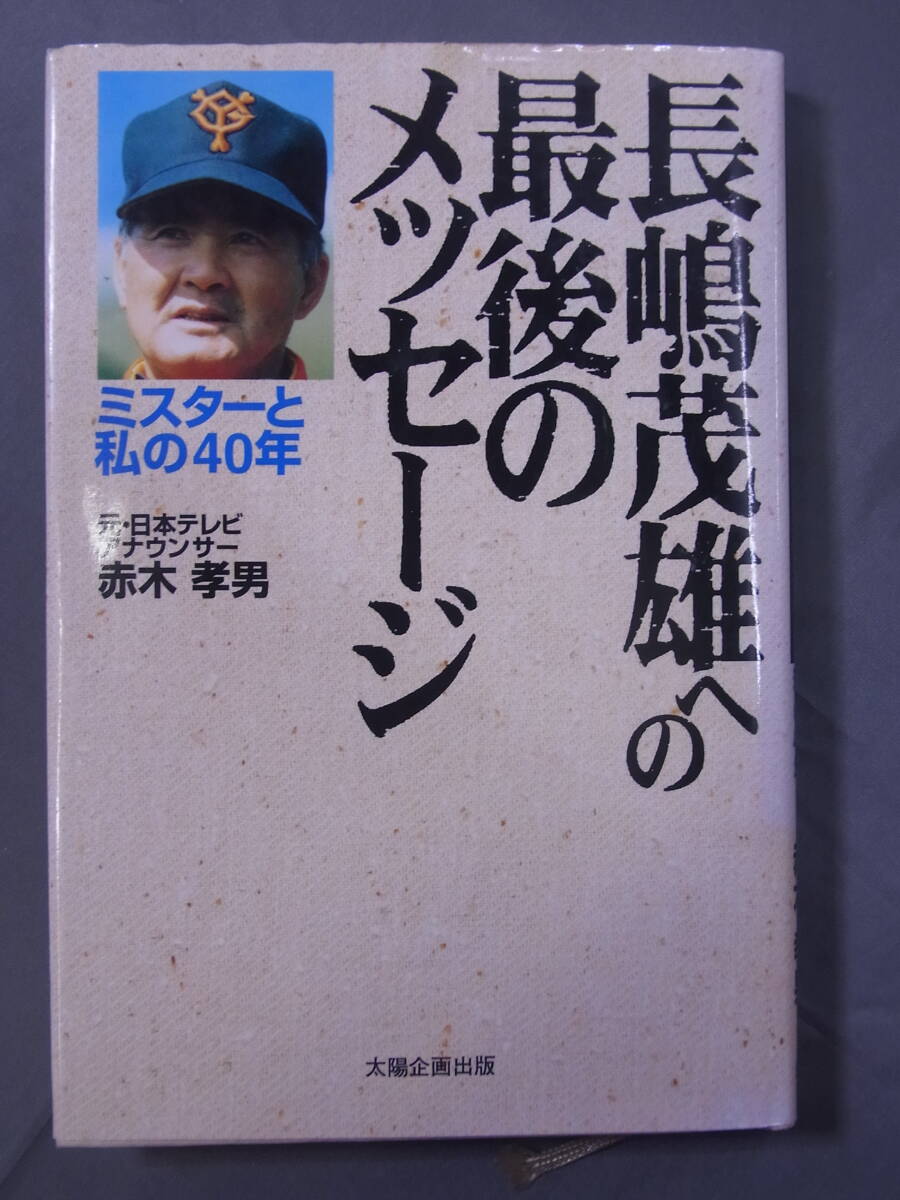 長嶋茂雄への
最後の
メッセージ
ミスターと
私の40年
元・日本テレビ
アナウンサー
赤木 孝男
太陽企画出版